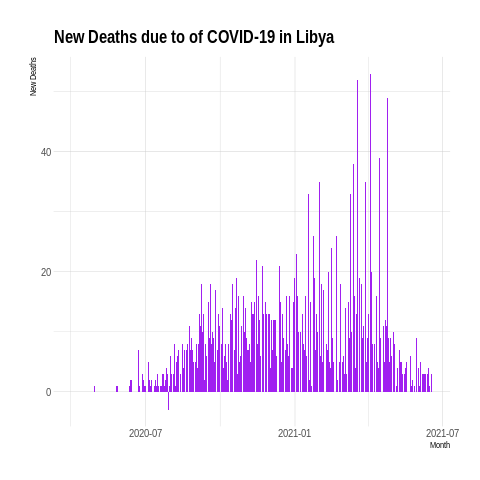 New Deaths due to of COVID-19 in Libya
New Deaths
40
20
0
2020-07
2021-01
2021-07
Month